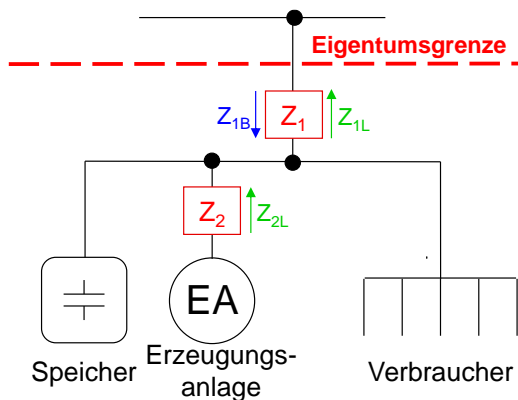 Eigentumsgrenze
Z1B
Z1
Z1L
Z2
Z2L
EA
Speicher
Erzeugungs-
anlage
Verbraucher